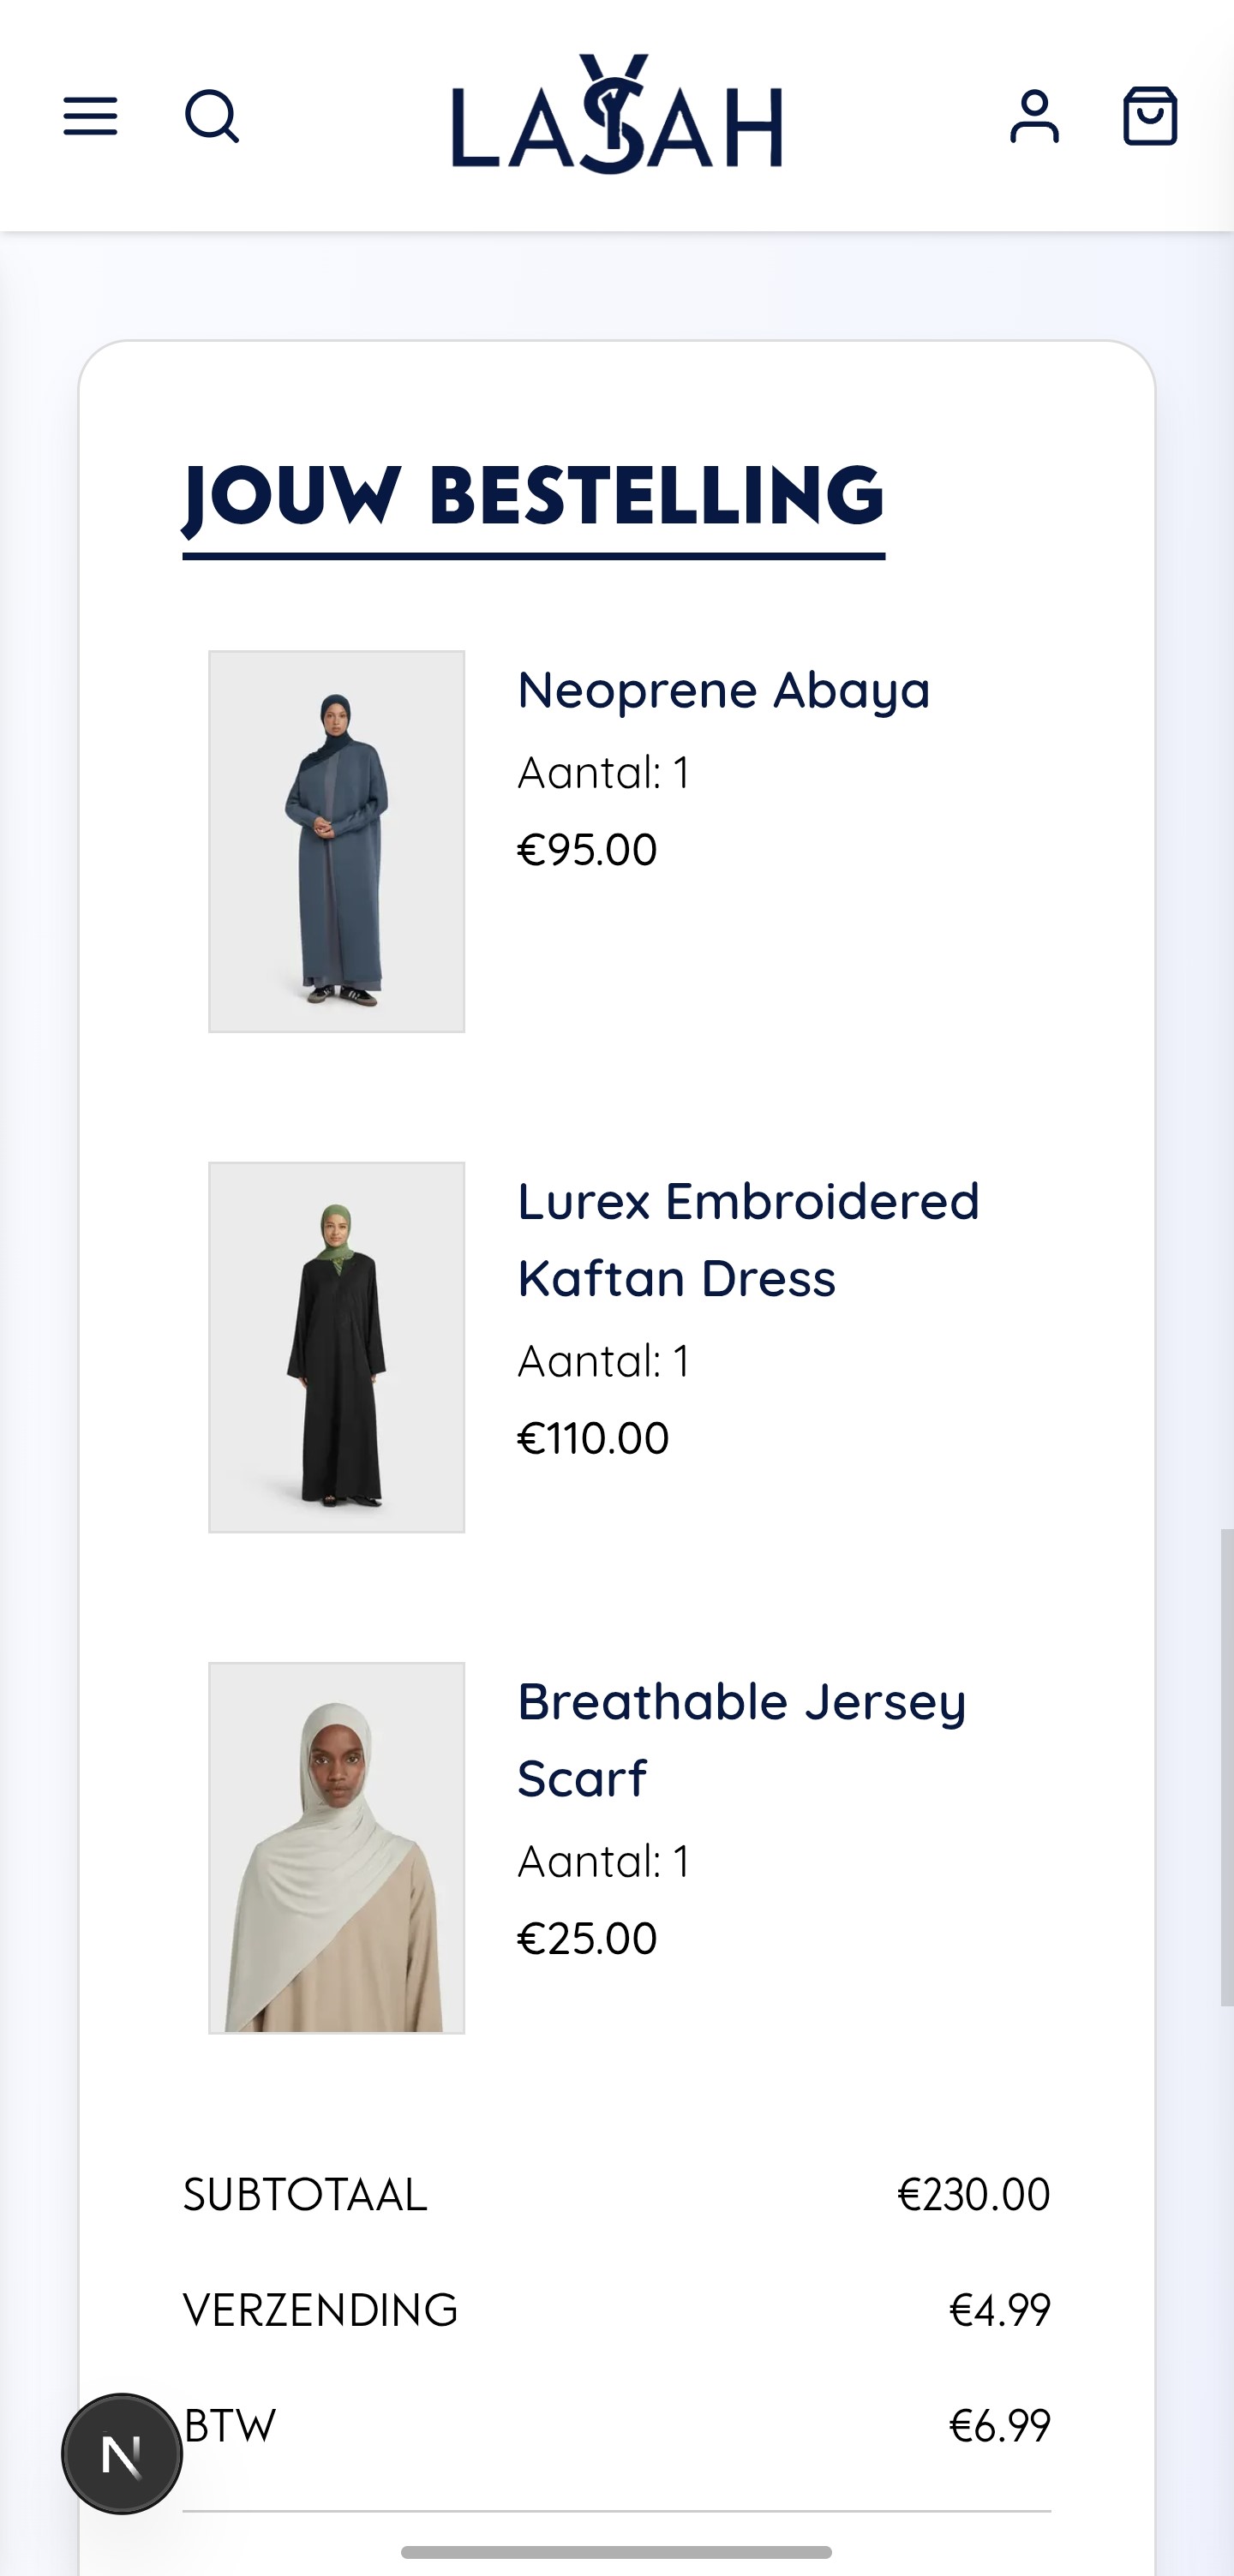 LAYSAH
JOUW BESTELLING
Neoprene Abaya
Aantal: 1
€95.00
Lurex Embroidered
Kaftan Dress
Aantal: 1
€110.00
Breathable Jersey
Scarf
Aantal: 1
€25.00
SUBTOTAAL €230.00
VERZENDING €4.99
BTW €6.99
N